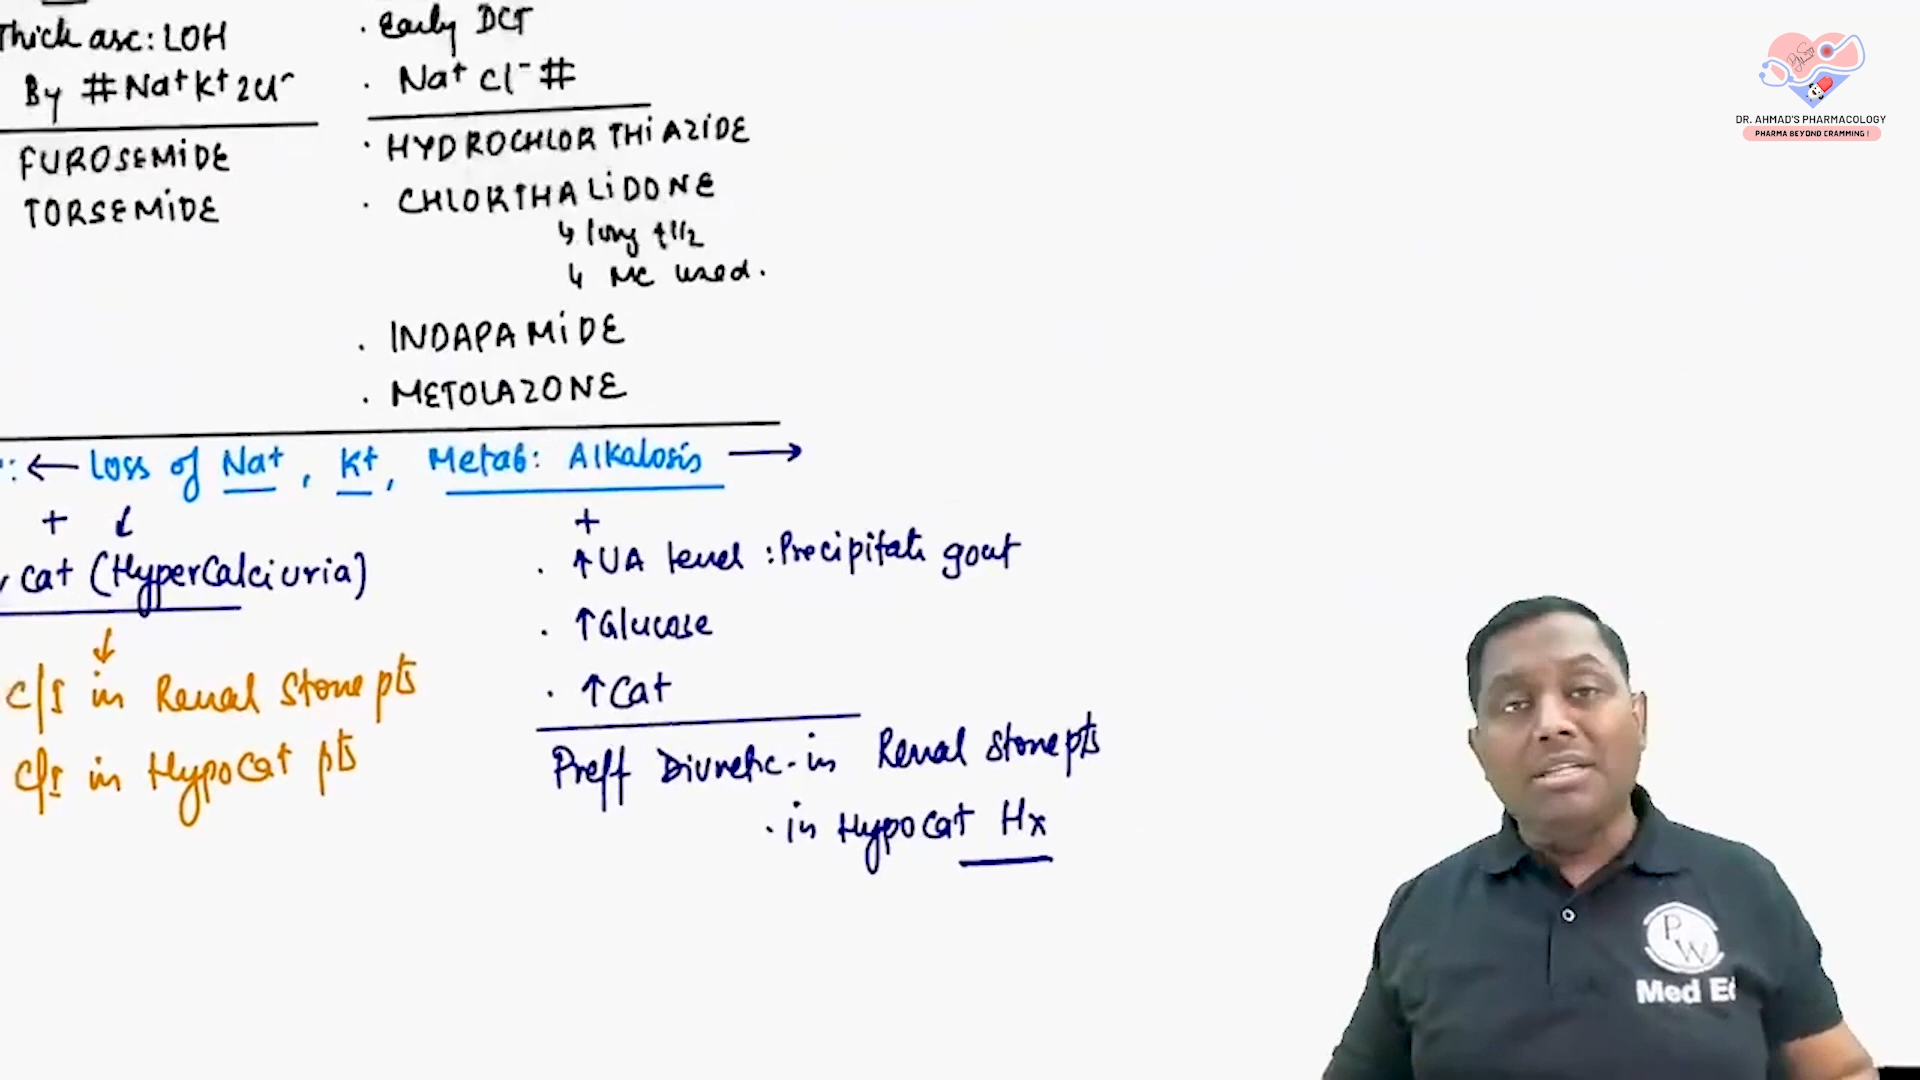 Thick asc: LOH
By # Na+ K+ 2Cl-
FUROSEMiDE
TORSEMiDE
. Early DCT
. Na+ Cl- #
. HYDROCHLORTHiAZiDE
. CHLORTHALiDONE
↳ long t1/2
↳ MC used.
. INDAPAMiDE
. METOLAZONE
: ← Loss of Na+, K+, Metab: Alkalosis →
+ ↓
Ca+ (HyperCalciuria)
↓
C/I in Renal Stone pts
C/I in HypoCa+ pts
+
. ↑UA level : Precipitate gout
. ↑Glucose
. ↑Ca+
Preff Diuretic - in Renal Stone pts
. in HypoCa+ Hx
DR. AHMAD'S PHARMACOLOGY
PHARMA BEYOND CRAMMING !
PW
Med Ed